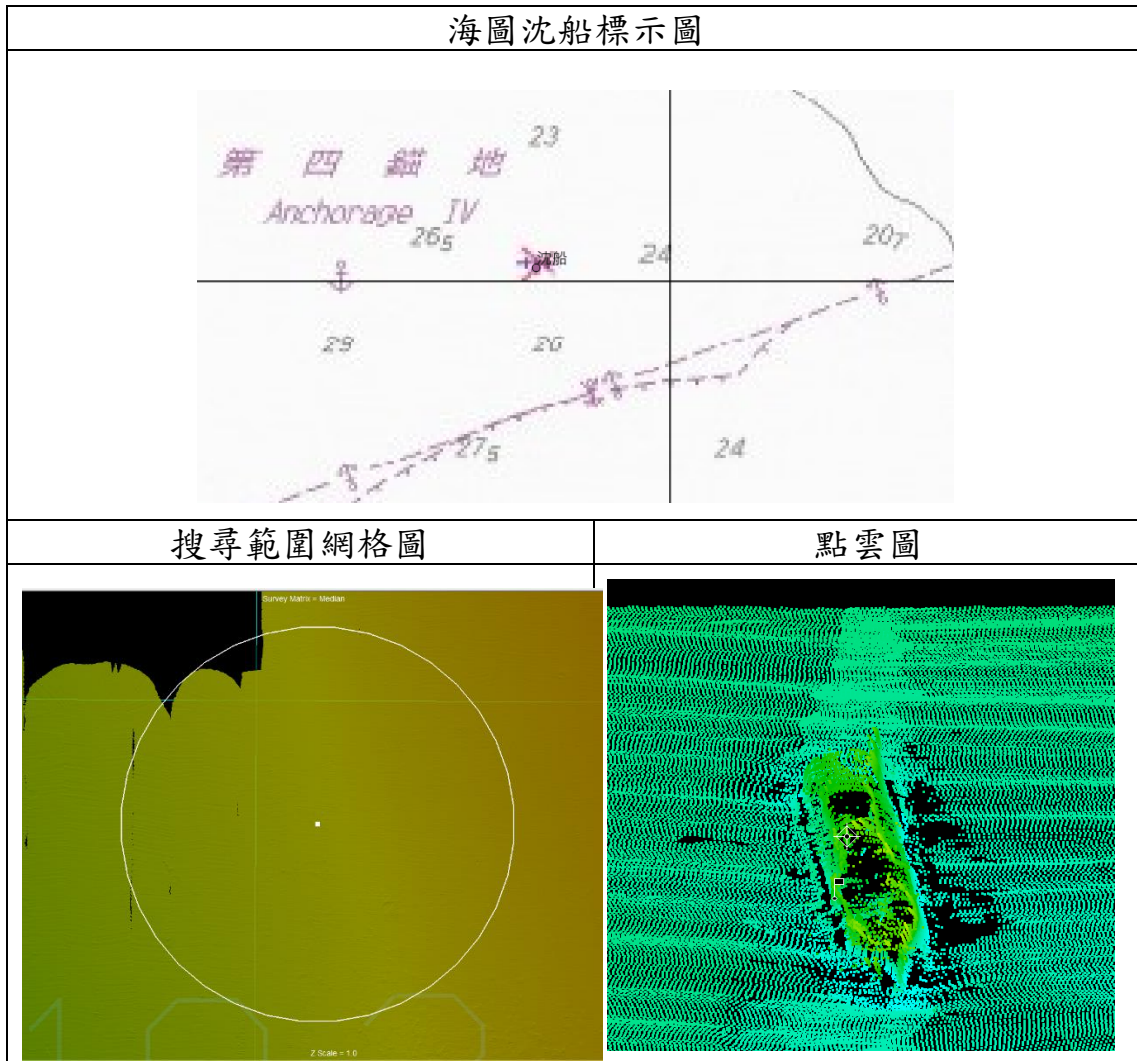 海圖沈船標示圖
23
第 四 錨 地
Anchorage IV
26₅
沈船
24
20₇
29
26
27₅
24
搜尋範圍網格圖
點雲圖
Survey Matrix = Median
Z Scale = 1.0